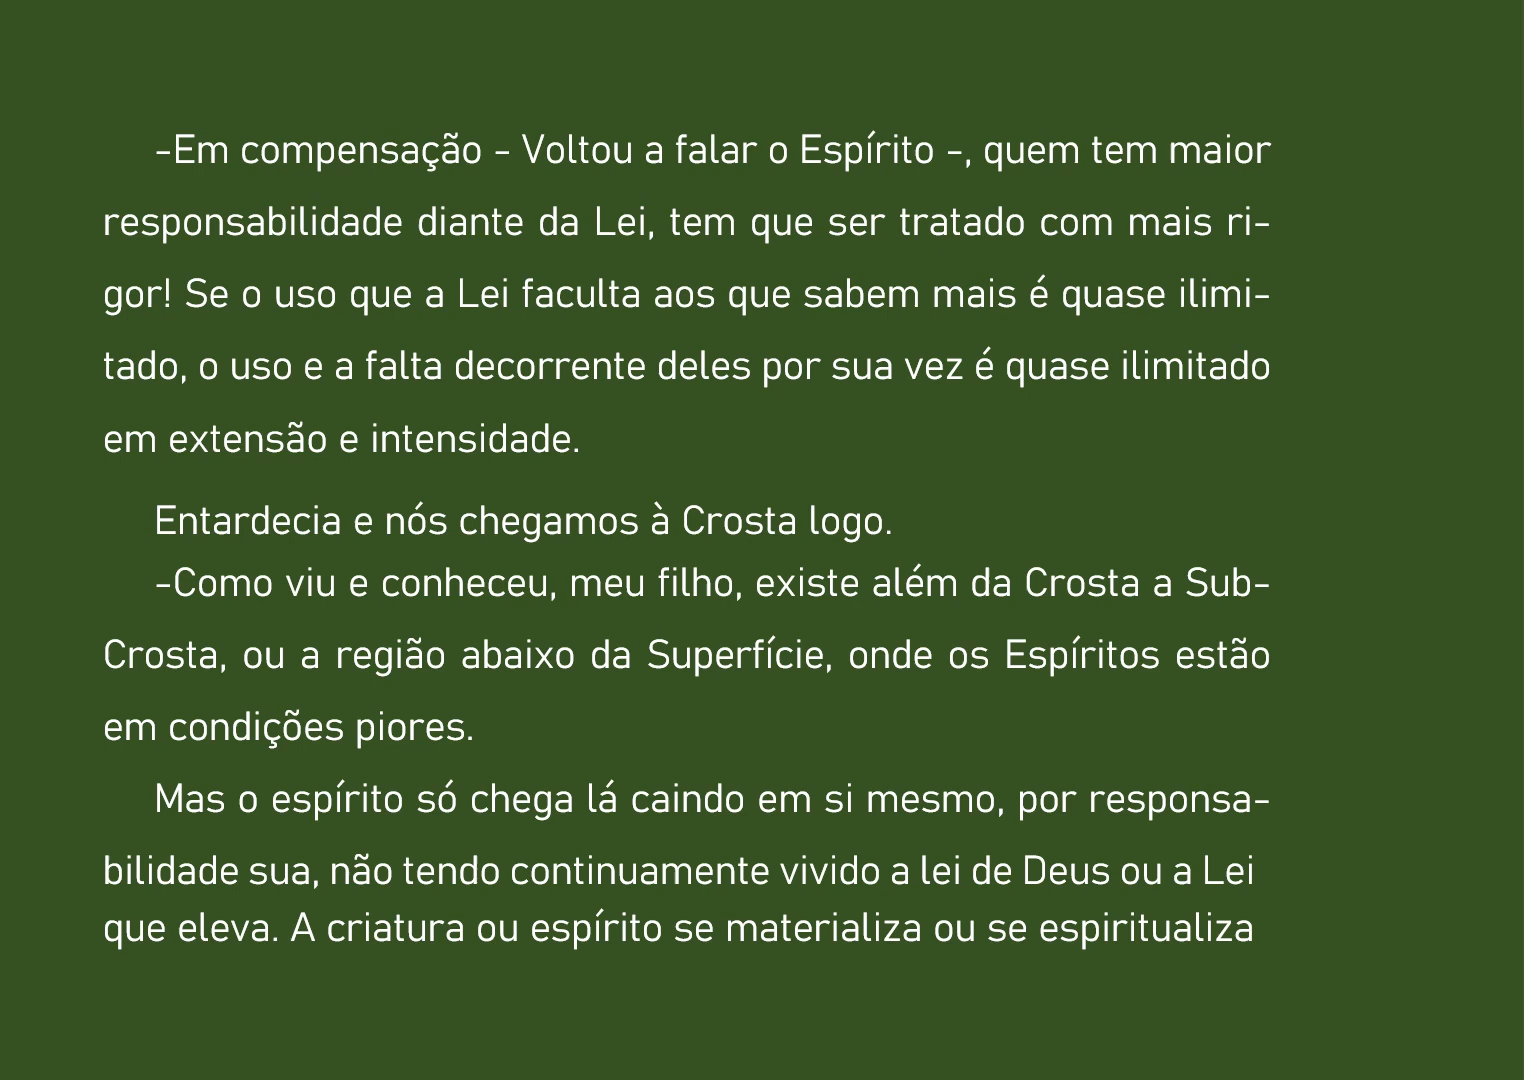 -Em compensação - Voltou a falar o Espírito -, quem tem maior
responsabilidade diante da Lei, tem que ser tratado com mais ri-
gor! Se o uso que a Lei faculta aos que sabem mais é quase ilimi-
tado, o uso e a falta decorrente deles por sua vez é quase ilimitado
em extensão e intensidade.
Entardecia e nós chegamos à Crosta logo.
-Como viu e conheceu, meu filho, existe além da Crosta a Sub-
Crosta, ou a região abaixo da Superfície, onde os Espíritos estão
em condições piores.
Mas o espírito só chega lá caindo em si mesmo, por responsa-
bilidade sua, não tendo continuamente vivido a lei de Deus ou a Lei
que eleva. A criatura ou espírito se materializa ou se espiritualiza